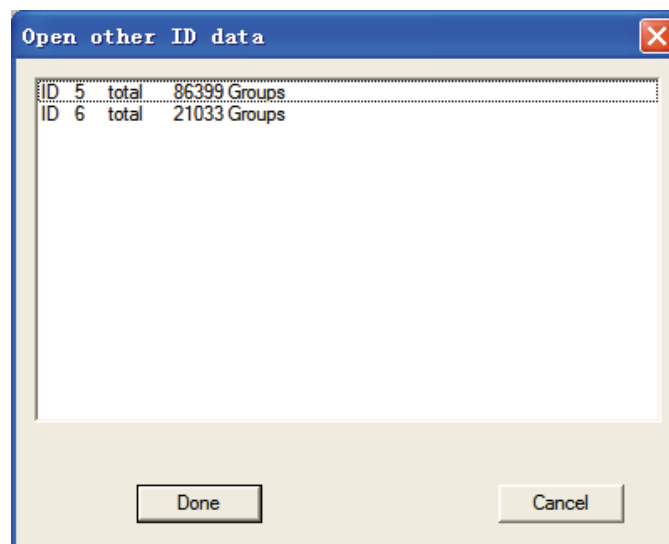 Open other ID data
ID 5 total 86399 Groups
ID 6 total 21033 Groups
Done Cancel